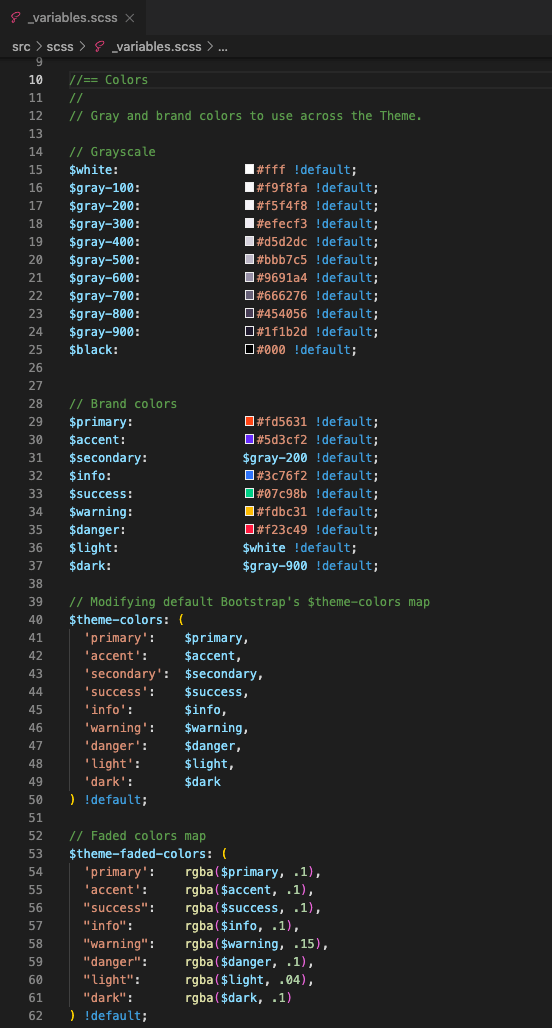 _variables.scss ×
src > scss > _variables.scss > ...
9
10 //== Colors
11 //
12 // Gray and brand colors to use across the Theme.
13
14 // Grayscale
15 $white: #fff !default;
16 $gray-100: #f9f8fa !default;
17 $gray-200: #f5f4f8 !default;
18 $gray-300: #efecf3 !default;
19 $gray-400: #d5d2dc !default;
20 $gray-500: #bbb7c5 !default;
21 $gray-600: #9691a4 !default;
22 $gray-700: #666276 !default;
23 $gray-800: #454056 !default;
24 $gray-900: #1f1b2d !default;
25 $black: #000 !default;
26
27
28 // Brand colors
29 $primary: #fd5631 !default;
30 $accent: #5d3cf2 !default;
31 $secondary: $gray-200 !default;
32 $info: #3c76f2 !default;
33 $success: #07c98b !default;
34 $warning: #fdbc31 !default;
35 $danger: #f23c49 !default;
36 $light: $white !default;
37 $dark: $gray-900 !default;
38
39 // Modifying default Bootstrap's $theme-colors map
40 $theme-colors: (
41 'primary': $primary,
42 'accent': $accent,
43 'secondary': $secondary,
44 'success': $success,
45 'info': $info,
46 'warning': $warning,
47 'danger': $danger,
48 'light': $light,
49 'dark': $dark
50 ) !default;
51
52 // Faded colors map
53 $theme-faded-colors: (
54 'primary': rgba($primary, .1),
55 'accent': rgba($accent, .1),
56 "success": rgba($success, .1),
57 "info": rgba($info, .1),
58 "warning": rgba($warning, .15),
59 "danger": rgba($danger, .1),
60 "light": rgba($light, .04),
61 "dark": rgba($dark, .1)
62 ) !default;